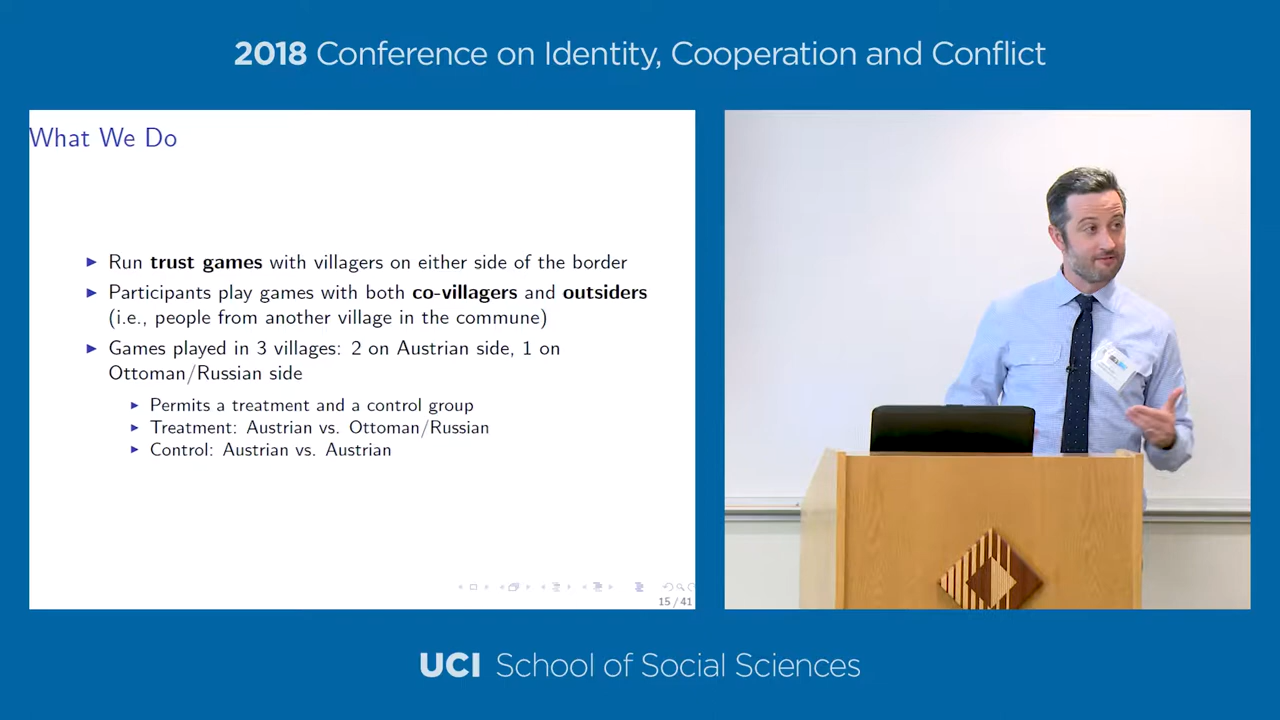 2018 Conference on Identity, Cooperation and Conflict
What We Do
Run trust games with villagers on either side of the border
Participants play games with both co-villagers and outsiders
(i.e., people from another village in the commune)
Games played in 3 villages: 2 on Austrian side, 1 on
Ottoman/Russian side
Permits a treatment and a control group
Treatment: Austrian vs. Ottoman/Russian
Control: Austrian vs. Austrian
15/41
UCI School of Social Sciences